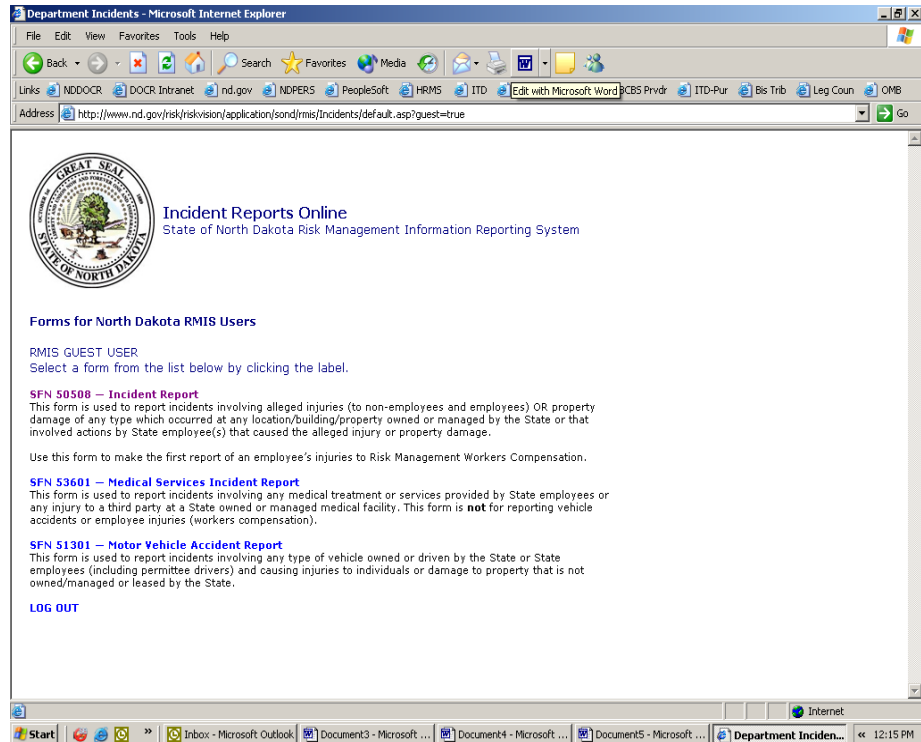 Department Incidents - Microsoft Internet Explorer
File Edit View Favorites Tools Help
Back Search Favorites Media
Links NDDOCR DOCR Intranet nd.gov NDPERS PeopleSoft HRMS ITD Edit with Microsoft Word BCBS Prvdr ITD-Pur Bis Trib Leg Coun OMB
Address http://www.nd.gov/risk/riskvision/application/sond/rmis/Incidents/default.asp?guest=true Go
GREAT SEAL
STATE OF NORTH DAKOTA
Incident Reports Online
State of North Dakota Risk Management Information Reporting System
Forms for North Dakota RMIS Users
RMIS GUEST USER
Select a form from the list below by clicking the label.
SFN 50508 — Incident Report
This form is used to report incidents involving alleged injuries (to non-employees and employees) OR property
damage of any type which occurred at any location/building/property owned or managed by the State or that
involved actions by State employee(s) that caused the alleged injury or property damage.
Use this form to make the first report of an employee's injuries to Risk Management Workers Compensation.
SFN 53601 — Medical Services Incident Report
This form is used to report incidents involving any medical treatment or services provided by State employees or
any injury to a third party at a State owned or managed medical facility. This form is not for reporting vehicle
accidents or employee injuries (workers compensation).
SFN 51301 — Motor Vehicle Accident Report
This form is used to report incidents involving any type of vehicle owned or driven by the State or State
employees (including permittee drivers) and causing injuries to individuals or damage to property that is not
owned/managed or leased by the State.
LOG OUT
Internet
Start » Inbox - Microsoft Outlook Document3 - Microsoft ... Document4 - Microsoft ... Document5 - Microsoft ... Department Inciden... « 12:15 PM